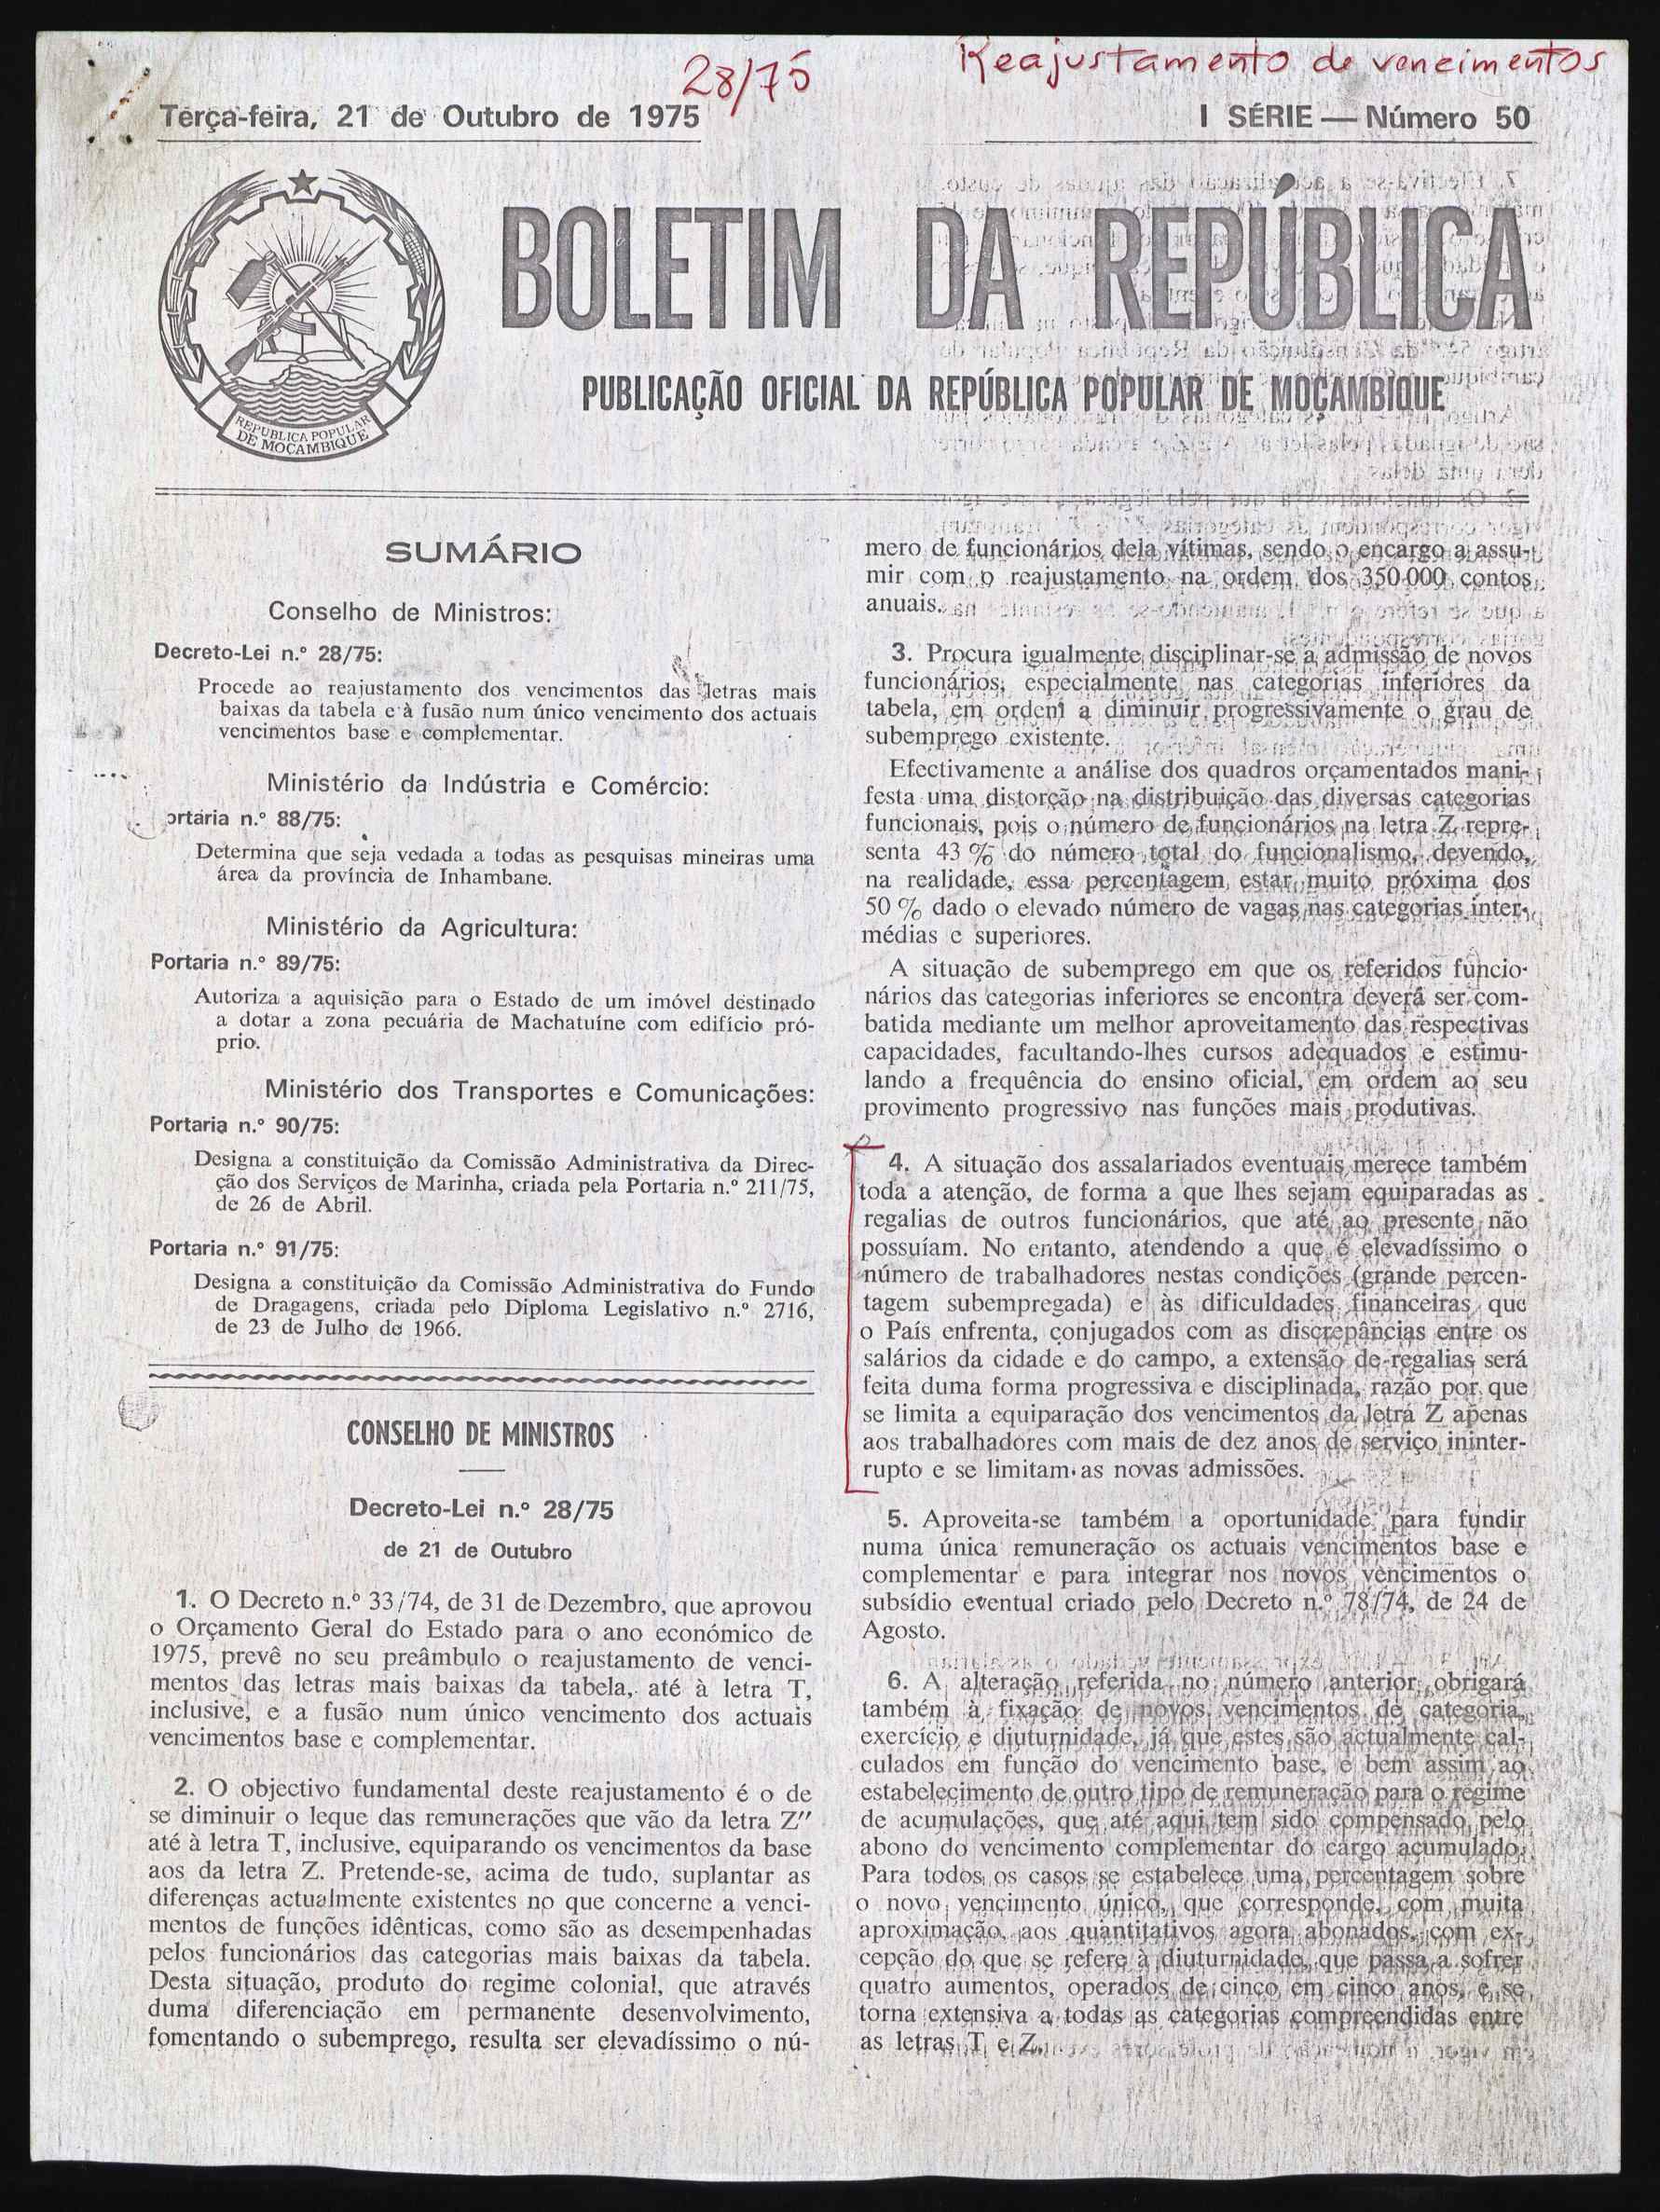 28/75
Reajustamento de vencimentos
Terça-feira, 21 de Outubro de 1975
I SÉRIE — Número 50
BOLETIM DA REPÚBLICA
PUBLICAÇÃO OFICIAL DA REPÚBLICA POPULAR DE MOÇAMBIQUE
REPUBLICA POPULAR
DE MOÇAMBIQUE
SUMÁRIO
Conselho de Ministros:
Decreto-Lei n.º 28/75:
Procede ao reajustamento dos vencimentos das letras mais
baixas da tabela e à fusão num único vencimento dos actuais
vencimentos base e complementar.
Ministério da Indústria e Comércio:
ortaria n.º 88/75:
Determina que seja vedada a todas as pesquisas mineiras uma
área da província de Inhambane.
Ministério da Agricultura:
Portaria n.º 89/75:
Autoriza a aquisição para o Estado de um imóvel destinado
a dotar a zona pecuária de Machatuíne com edifício pró-
prio.
Ministério dos Transportes e Comunicações:
Portaria n.º 90/75:
Designa a constituição da Comissão Administrativa da Direc-
ção dos Serviços de Marinha, criada pela Portaria n.º 211/75,
de 26 de Abril.
Portaria n.º 91/75:
Designa a constituição da Comissão Administrativa do Fundo
de Dragagens, criada pelo Diploma Legislativo n.º 2716,
de 23 de Julho de 1966.
CONSELHO DE MINISTROS
Decreto-Lei n.º 28/75
de 21 de Outubro
1. O Decreto n.º 33/74, de 31 de Dezembro, que aprovou
o Orçamento Geral do Estado para o ano económico de
1975, prevê no seu preâmbulo o reajustamento de venci-
mentos das letras mais baixas da tabela, até à letra T,
inclusive, e a fusão num único vencimento dos actuais
vencimentos base e complementar.
2. O objectivo fundamental deste reajustamento é o de
se diminuir o leque das remunerações que vão da letra Z″
até à letra T, inclusive, equiparando os vencimentos da base
aos da letra Z. Pretende-se, acima de tudo, suplantar as
diferenças actualmente existentes no que concerne a venci-
mentos de funções idênticas, como são as desempenhadas
pelos funcionários das categorias mais baixas da tabela.
Desta situação, produto do regime colonial, que através
duma diferenciação em permanente desenvolvimento,
fomentando o subemprego, resulta ser elevadíssimo o nú-
mero de funcionários dela vítimas, sendo o encargo a assu-
mir com o reajustamento na ordem dos 350 000 contos
anuais.
3. Procura igualmente disciplinar-se a admissão de novos
funcionários, especialmente nas categorias inferiores da
tabela, em ordem a diminuir progressivamente o grau de
subemprego existente.
Efectivamente a análise dos quadros orçamentados mani-
festa uma distorção na distribuição das diversas categorias
funcionais, pois o número de funcionários na letra Z repre-
senta 43 % do número total do funcionalismo, devendo,
na realidade, essa percentagem estar muito próxima dos
50 % dado o elevado número de vagas nas categorias inter-
médias e superiores.
A situação de subemprego em que os referidos funcio-
nários das categorias inferiores se encontra deverá ser com-
batida mediante um melhor aproveitamento das respectivas
capacidades, facultando-lhes cursos adequados e estimu-
lando a frequência do ensino oficial, em ordem ao seu
provimento progressivo nas funções mais produtivas.
4. A situação dos assalariados eventuais merece também
toda a atenção, de forma a que lhes sejam equiparadas as
regalias de outros funcionários, que até ao presente não
possuíam. No entanto, atendendo a que é elevadíssimo o
número de trabalhadores nestas condições (grande percen-
tagem subempregada) e às dificuldades financeiras que
o País enfrenta, conjugados com as discrepâncias entre os
salários da cidade e do campo, a extensão de regalias será
feita duma forma progressiva e disciplinada, razão por que
se limita a equiparação dos vencimentos da letra Z apenas
aos trabalhadores com mais de dez anos de serviço ininter-
rupto e se limitam as novas admissões.
5. Aproveita-se também a oportunidade para fundir
numa única remuneração os actuais vencimentos base e
complementar e para integrar nos novos vencimentos o
subsídio eventual criado pelo Decreto n.º 78/74, de 24 de
Agosto.
6. A alteração referida no número anterior obrigará
também à fixação de novos vencimentos de categoria,
exercício e diuturnidade, já que estes são actualmente cal-
culados em função do vencimento base, e bem assim ao
estabelecimento de outro tipo de remuneração para o regime
de acumulações, que até aqui tem sido compensado pelo
abono do vencimento complementar do cargo acumulado.
Para todos os casos se estabelece uma percentagem sobre
o novo vencimento único, que corresponde, com muita
aproximação, aos quantitativos agora abonados, com ex-
cepção do que se refere à diuturnidade, que passa a sofrer
quatro aumentos, operados de cinco em cinco anos, e se
torna extensiva a todas as categorias compreendidas entre
as letras T e Z.